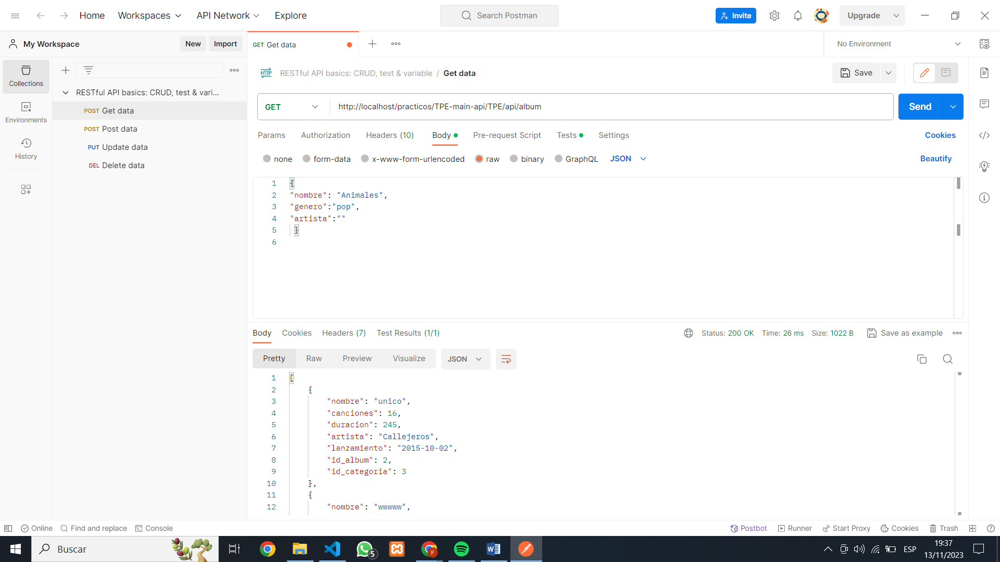 Home
Workspaces
API Network
Explore
Search Postman
Invite
Upgrade
My Workspace
New
Import
GET Get data
No Environment
Collections
Environments
History
RESTful API basics: CRUD, test & vari...
POST Get data
POST Post data
PUT Update data
DEL Delete data
HTTP
RESTful API basics: CRUD, test & variable / Get data
Save
GET
http://localhost/practicos/TPE-main-api/TPE/api/album
Send
Params
Authorization
Headers (10)
Body
Pre-request Script
Tests
Settings
Cookies
none
form-data
x-www-form-urlencoded
raw
binary
GraphQL
JSON
Beautify
1 {
2 "nombre": "Animales",
3 "genero":"pop",
4 "artista":""
5 }
6
Body
Cookies
Headers (7)
Test Results (1/1)
Status: 200 OK
Time: 26 ms
Size: 1022 B
Save as example
Pretty
Raw
Preview
Visualize
JSON
1 [
2 {
3 "nombre": "unico",
4 "canciones": 16,
5 "duracion": 245,
6 "artista": "Callejeros",
7 "lanzamiento": "2015-10-02",
8 "id_album": 2,
9 "id_categoria": 3
10 },
11 {
12 "nombre": "wwwww",
Online
Find and replace
Console
Postbot
Runner
Start Proxy
Cookies
Trash
Buscar
5
F
ESP
19:37
13/11/2023